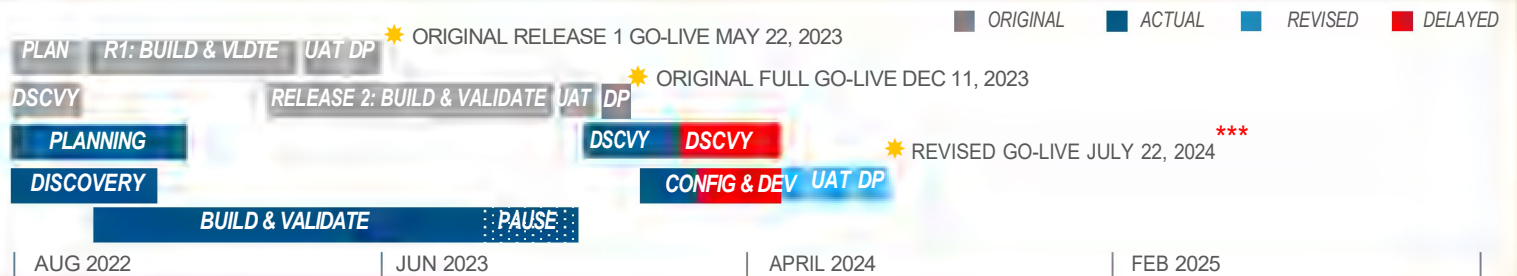 ORIGINAL ACTUAL REVISED DELAYED
PLAN R1: BUILD & VLDTE UAT DP ORIGINAL RELEASE 1 GO-LIVE MAY 22, 2023
DSCVY RELEASE 2: BUILD & VALIDATE UAT DP ORIGINAL FULL GO-LIVE DEC 11, 2023
PLANNING DSCVY DSCVY REVISED GO-LIVE JULY 22, 2024***
DISCOVERY CONFIG & DEV UAT DP
BUILD & VALIDATE PAUSE
AUG 2022 JUN 2023 APRIL 2024 FEB 2025